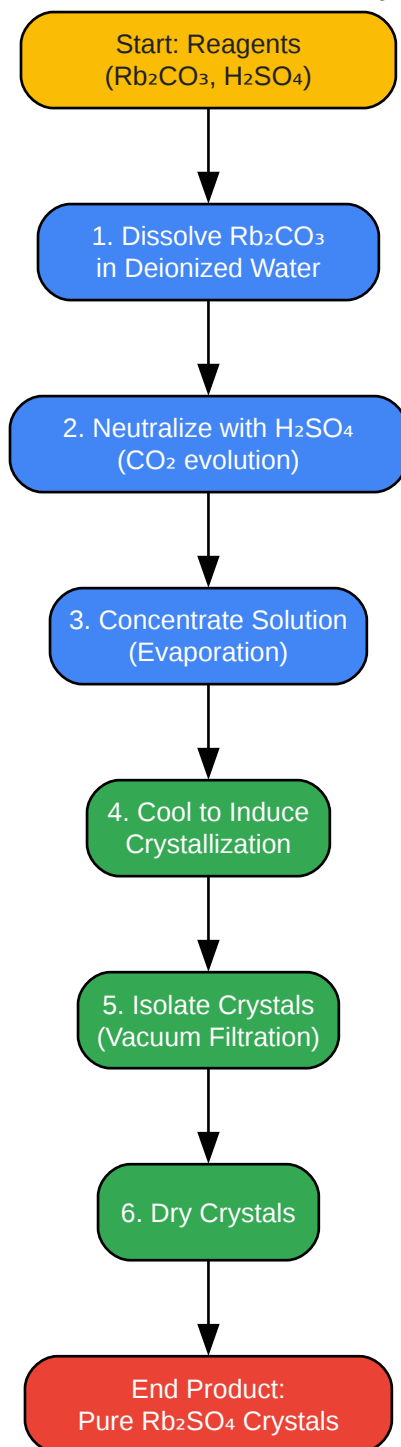 Start: Reagents
(Rb₂CO₃, H₂SO₄)
1. Dissolve Rb₂CO₃
in Deionized Water
2. Neutralize with H₂SO₄
(CO₂ evolution)
3. Concentrate Solution
(Evaporation)
4. Cool to Induce
Crystallization
5. Isolate Crystals
(Vacuum Filtration)
6. Dry Crystals
End Product:
Pure Rb₂SO₄ Crystals